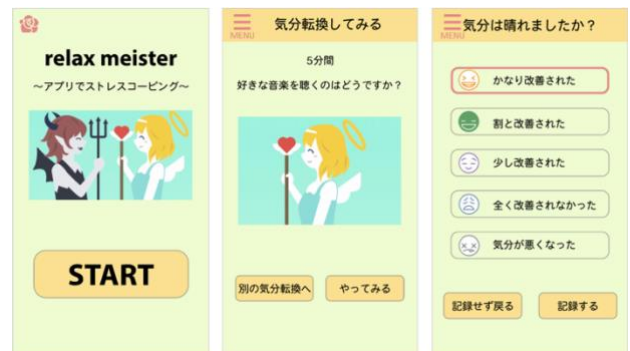 relax meister
～アプリでストレスコーピング～
START
MENU
気分転換してみる
5分間
好きな音楽を聴くのはどうですか？
別の気分転換へ
やってみる
MENU
気分は晴れましたか？
かなり改善された
割と改善された
少し改善された
全く改善されなかった
気分が悪くなった
記録せず戻る
記録する